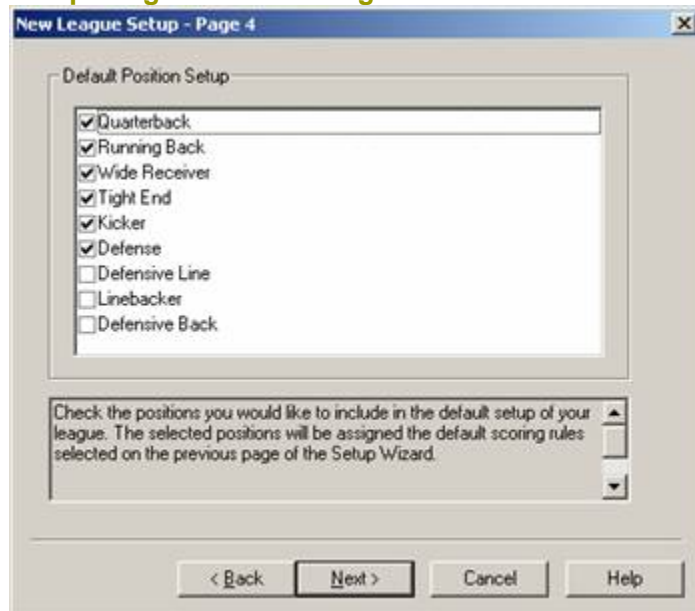 New League Setup - Page 4
Default Position Setup
Quarterback
Running Back
Wide Receiver
Tight End
Kicker
Defense
Defensive Line
Linebacker
Defensive Back
Check the positions you would like to include in the default setup of your
league. The selected positions will be assigned the default scoring rules
selected on the previous page of the Setup Wizard.
< Back
Next >
Cancel
Help